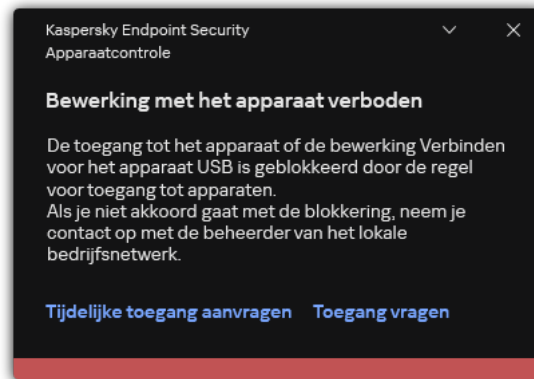 Kaspersky Endpoint Security
Apparaatcontrole
Bewerking met het apparaat verboden
De toegang tot het apparaat of de bewerking Verbinden
voor het apparaat USB is geblokkeerd door de regel
voor toegang tot apparaten.
Als je niet akkoord gaat met de blokkering, neem je
contact op met de beheerder van het lokale
bedrijfsnetwerk.
Tijdelijke toegang aanvragen Toegang vragen